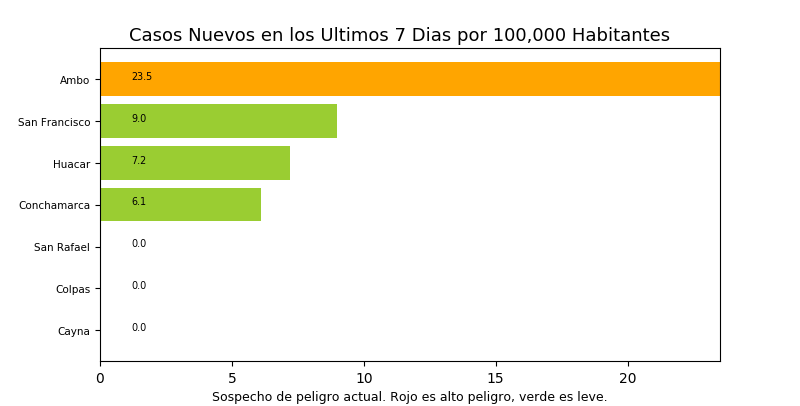 Casos Nuevos en los Ultimos 7 Dias por 100,000 Habitantes
Ambo 23.5
San Francisco 9.0
Huacar 7.2
Conchamarca 6.1
San Rafael 0.0
Colpas 0.0
Cayna 0.0
0 5 10 15 20
Sospecho de peligro actual. Rojo es alto peligro, verde es leve.